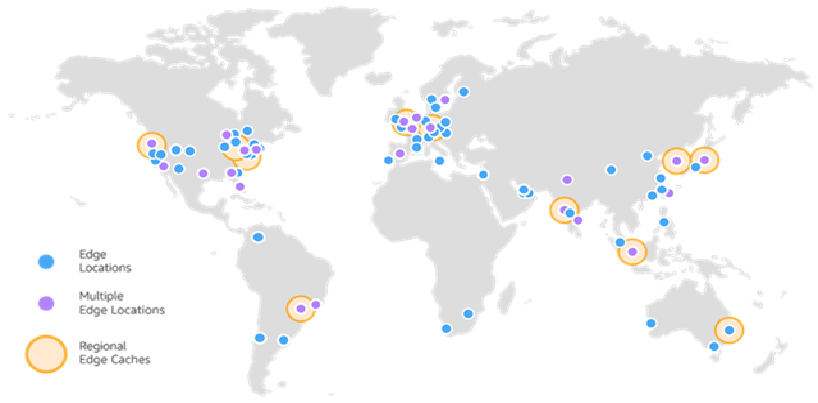 Edge
Locations
Multiple
Edge Locations
Regional
Edge Caches